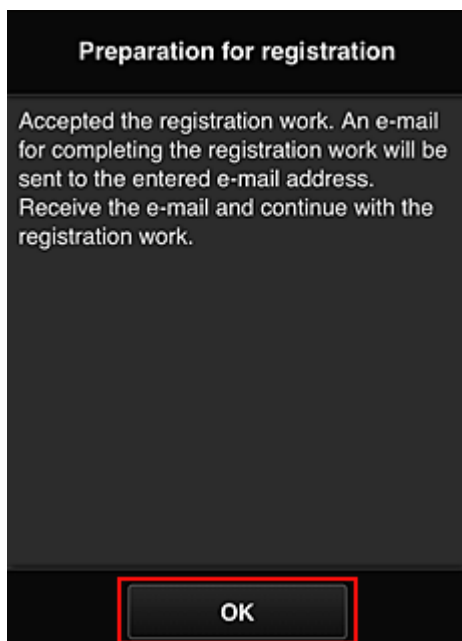 Preparation for registration
Accepted the registration work. An e-mail
for completing the registration work will be
sent to the entered e-mail address.
Receive the e-mail and continue with the
registration work.
OK